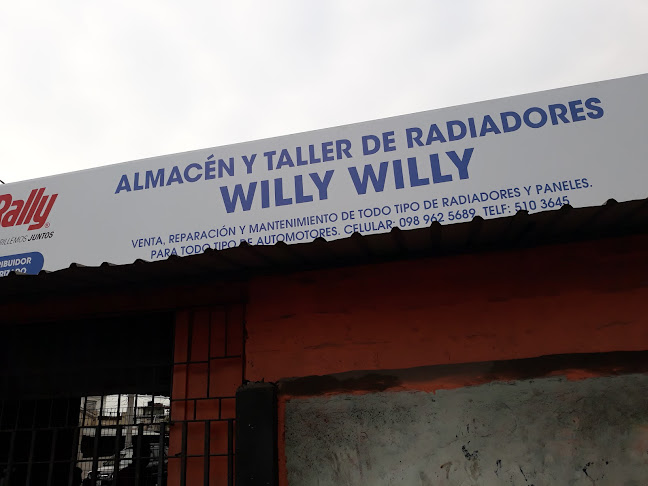 ALMACÉN Y TALLER DE RADIADORES
WILLY WILLY
VENTA, REPARACIÓN Y MANTENIMIENTO DE TODO TIPO DE RADIADORES Y PANELES.
PARA TODO TIPO DE AUTOMOTORES. CELULAR: 098 962 5689 TELF: 510 3645
Rally®
JUNTOS